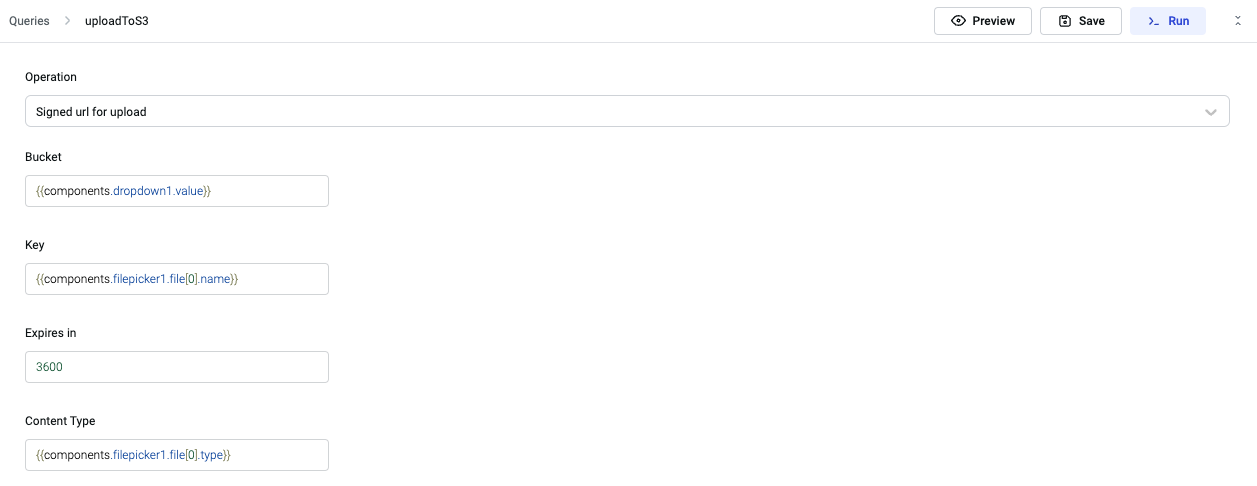 Queries > uploadToS3
Preview
Save
>_ Run
Operation
Signed url for upload
Bucket
{{components.dropdown1.value}}
Key
{{components.filepicker1.file[0].name}}
Expires in
3600
Content Type
{{components.filepicker1.file[0].type}}